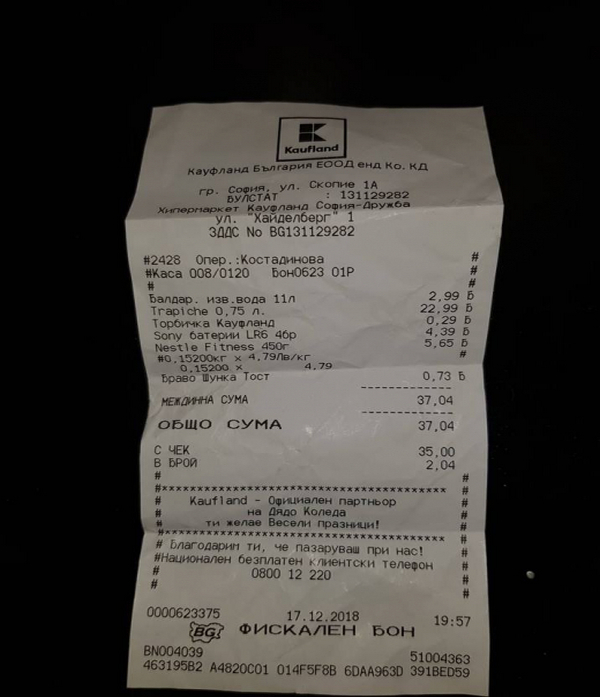 Kaufland
Кауфланд България ЕООД енд Ко. КД
гр. София, ул. Скопие 1А
БУЛСТАТ : 131129282
Хипермаркет Кауфланд София-Дружба
ул. "Хайделберг" 1
ЗДДС No BG131129282
#2428 Опер.:Костадинова #
#Каса 008/0120 Бон0623 01Р #
# #
Балдар. изв.вода 11л 2,99 Б
Trapiche 0,75 л. 22,99 Б
Торбичка Кауфланд 0,29 Б
Sony батерии LR6 4бр 4,39 Б
Nestle Fitness 450г 5,65 Б
#0,15200кг x 4,79Лв/кг #
0,15200 x 4,79
Браво Шунка Тост 0,73 Б
МЕЖДИННА СУМА 37,04
ОБЩО СУМА 37,04
С ЧЕК 35,00
В БРОЙ 2,04
# #
#xxxxxxxxxxxxxxxxxxxxxxxxxxxxxxxxxxxxxx #
# Kaufland - Официален партньор #
# на Дядо Коледа #
# ти желае Весели празници! #
#xxxxxxxxxxxxxxxxxxxxxxxxxxxxxxxxxxxxxx #
# Благодарим ти, че пазаруваш при нас! #
#Национален безплатен клиентски телефон #
# 0800 12 220 #
# #
0000623375 17.12.2018 19:57
BG ФИСКАЛЕН БОН
BN004039 51004363
463195B2 A4820C01 014F5F8B 6DAA963D 391BED59